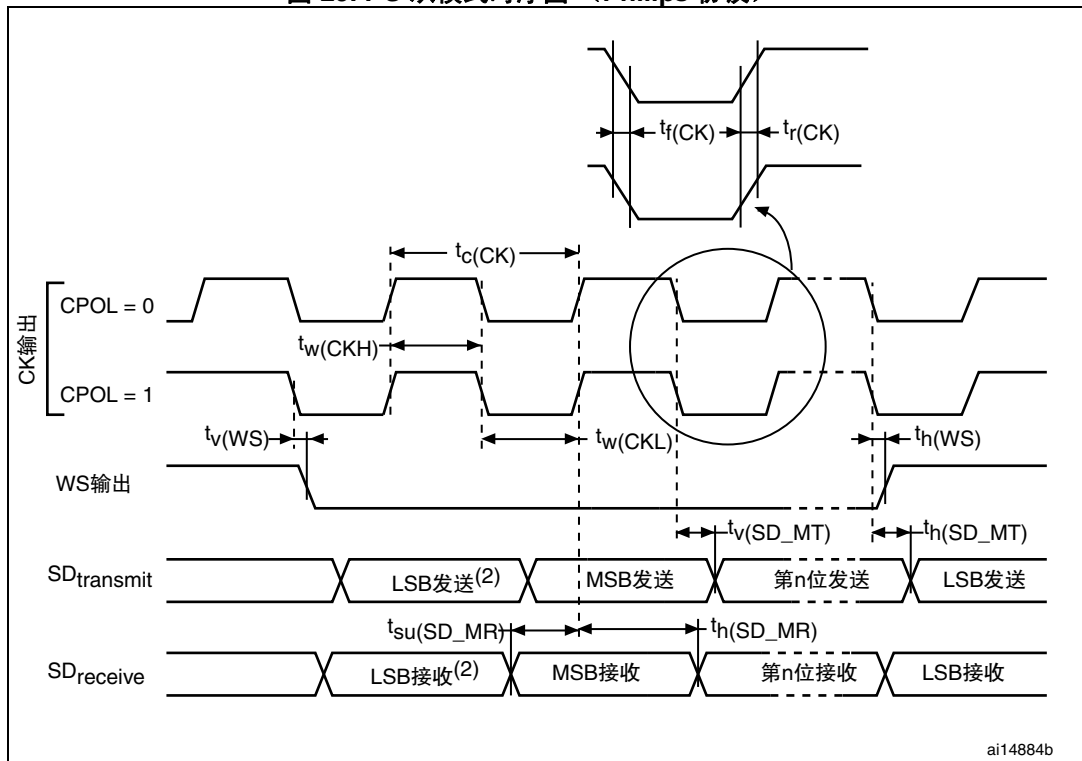 tf(CK)
tr(CK)
tc(CK)
CK输出
CPOL = 0
tw(CKH)
CPOL = 1
tv(WS)
tw(CKL)
th(WS)
WS输出
tv(SD_MT)
th(SD_MT)
SDtransmit
LSB发送(2)
MSB发送
第n位发送
LSB发送
tsu(SD_MR)
th(SD_MR)
SDreceive
LSB接收(2)
MSB接收
第n位接收
LSB接收
ai14884b